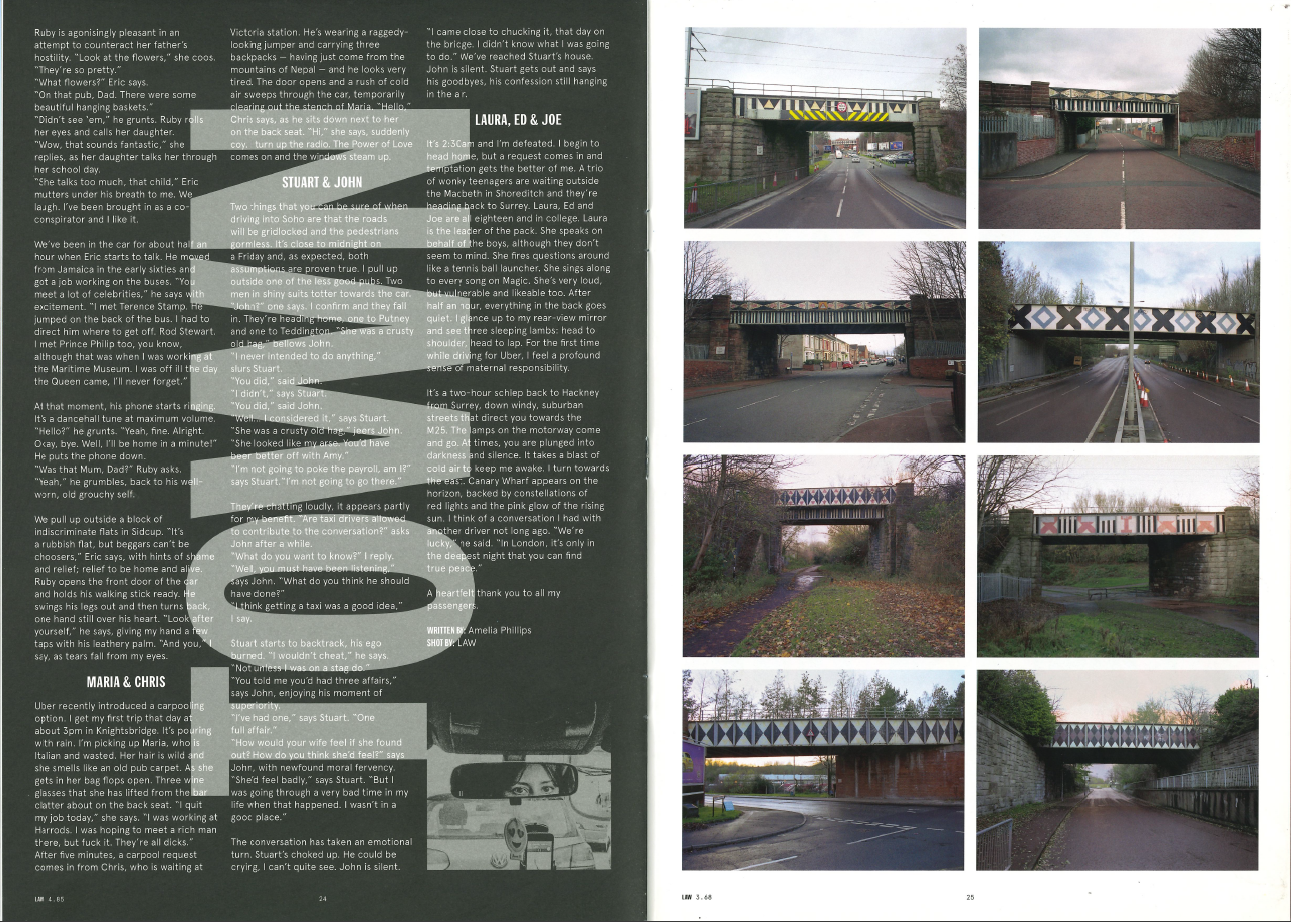 Ruby is agonisingly pleasant in an
attempt to counteract her father's
hostility. "Look at the flowers," she coos.
"They're so pretty."
"What flowers?" Eric says.
"On that pub, Dad. There were some
beautiful hanging baskets."
"Didn't see 'em," he grunts. Ruby rolls
her eyes and calls her daughter.
"Wow, that sounds fantastic," she
replies, as her daughter talks her through
her school day.
"She talks too much, that child," Eric
mutters under his breath to me. We
laugh. I've been brought in as a co-
conspirator and I like it.
We've been in the car for about half an
hour when Eric starts to talk. He moved
from Jamaica in the early sixties and
got a job working on the buses. "You
meet a lot of celebrities," he says with
excitement. "I met Terence Stamp. He
jumped on the back of the bus. I had to
direct him where to get off. Rod Stewart.
I met Prince Philip too, you know,
although that was when I was working at
the Maritime Museum. I was off ill the day
the Queen came, I'll never forget."
At that moment, his phone starts ringing.
It's a dancehall tune at maximum volume.
"Hello?" he grunts. "Yeah, fine. Alright.
Okay, bye. Well, I'll be home in a minute!"
He puts the phone down.
"Was that Mum, Dad?" Ruby asks.
"Yeah," he grumbles, back to his well-
worn, old grouchy self.
We pull up outside a block of
indiscriminate flats in Sidcup. "It's
a rubbish flat, but beggars can't be
choosers," Eric says, with hints of shame
and relief; relief to be home and alive.
Ruby opens the front door of the car
and holds his walking stick ready. He
swings his legs out and then turns back,
one hand still over his heart. "Look after
yourself," he says, giving my hand a few
taps with his leathery palm. "And you," I
say, as tears fall from my eyes.
MARIA & CHRIS
Uber recently introduced a carpooling
option. I get my first trip that day at
about 3pm in Knightsbridge. It's pouring
with rain. I'm picking up Maria, who is
Italian and wasted. Her hair is wild and
she smells like an old pub carpet. As she
gets in her bag flops open. Three wine
glasses that she has lifted from the bar
clatter about on the back seat. "I quit
my job today," she says. "I was working at
Harrods. I was hoping to meet a rich man
there, but fuck it. They're all dicks."
After five minutes, a carpool request
comes in from Chris, who is waiting at
Victoria station. He's wearing a raggedy-
looking jumper and carrying three
backpacks – having just come from the
mountains of Nepal – and he looks very
tired. The door opens and a rush of cold
air sweeps through the car, temporarily
clearing out the stench of Maria. "Hello,"
Chris says, as he sits down next to her
on the back seat. "Hi," she says, suddenly
coy. turn up the radio. The Power of Love
comes on and the windows steam up.
STUART & JOHN
Two things that you can be sure of when
driving into Soho are that the roads
will be gridlocked and the pedestrians
gormless. It's close to midnight on
a Friday and, as expected, both
assumptions are proven true. I pull up
outside one of the less good pubs. Two
men in shiny suits totter towards the car.
"John?" one says. I confirm and they fall
in. They're heading home, one to Putney
and one to Teddington. "She was a crusty
old hag," bellows John.
"I never intended to do anything,"
slurs Stuart.
"You did," said John.
"I didn't," says Stuart.
"You did," said John.
"Well... I considered it," says Stuart.
"She was a crusty old hag," jeers John.
"She looked like my arse. You'd have
been better off with Amy."
"I'm not going to poke the payroll, am I?"
says Stuart."I'm not going to go there."
They're chatting loudly, it appears partly
for my benefit. "Are taxi drivers allowed
to contribute to the conversation?" asks
John after a while.
"What do you want to know?" I reply.
"Well, you must have been listening,"
says John. "What do you think he should
have done?"
"I think getting a taxi was a good idea,"
I say.
Stuart starts to backtrack, his ego
burned. "I wouldn't cheat," he says.
"Not unless I was on a stag do."
"You told me you'd had three affairs,"
says John, enjoying his moment of
superiority.
"I've had one," says Stuart. "One
full affair."
"How would your wife feel if she found
out? How do you think she'd feel?" says
John, with newfound moral fervency.
"She'd feel badly," says Stuart. "But I
was going through a very bad time in my
life when that happened. I wasn't in a
good place."
The conversation has taken an emotional
turn. Stuart's choked up. He could be
crying, I can't quite see. John is silent.
"I came close to chucking it, that day on
the bridge. I didn't know what I was going
to do." We've reached Stuart's house.
John is silent. Stuart gets out and says
his goodbyes, his confession still hanging
in the air.
LAURA, ED & JOE
It's 2:30am and I'm defeated. I begin to
head home, but a request comes in and
temptation gets the better of me. A trio
of wonky teenagers are waiting outside
the Macbeth in Shoreditch and they're
heading back to Surrey. Laura, Ed and
Joe are all eighteen and in college. Laura
is the leader of the pack. She speaks on
behalf of the boys, although they don't
seem to mind. She fires questions around
like a tennis ball launcher. She sings along
to every song on Magic. She's very loud,
but vulnerable and likeable too. After
half an hour, everything in the back goes
quiet. I glance up to my rear-view mirror
and see three sleeping lambs: head to
shoulder, head to lap. For the first time
while driving for Uber, I feel a profound
sense of maternal responsibility.
It's a two-hour schlep back to Hackney
from Surrey, down windy, suburban
streets that direct you towards the
M25. The lamps on the motorway come
and go. At times, you are plunged into
darkness and silence. It takes a blast of
cold air to keep me awake. I turn towards
the east. Canary Wharf appears on the
horizon, backed by constellations of
red lights and the pink glow of the rising
sun. I think of a conversation I had with
another driver not long ago. "We're
lucky," he said. "In London, it's only in
the deepest night that you can find
true peace."
A heartfelt thank you to all my
passengers.
WRITTEN BY: Amelia Phillips
SHOT BY: LAW
LAW 4.85
24
LAW 3.68
25